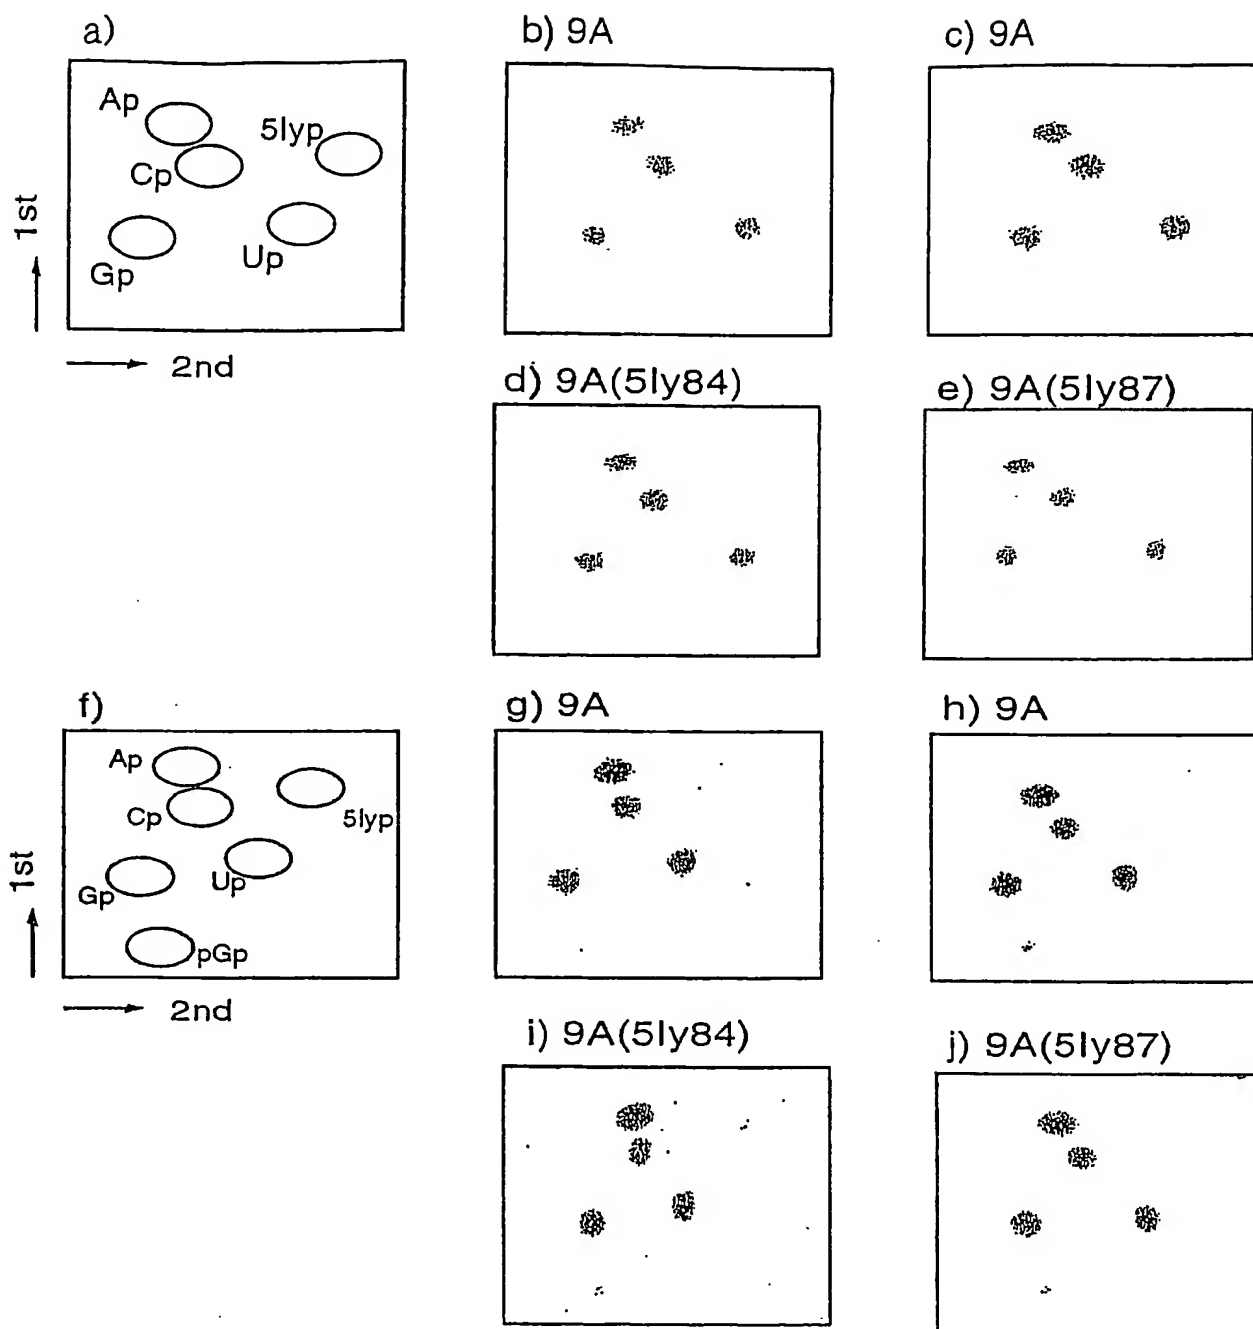 a)
Ap
5lyp
Cp
Gp
Up
1st
2nd
b) 9A
c) 9A
d) 9A(5ly84)
e) 9A(5ly87)
f)
Ap
Cp
5lyp
Gp
Up
pGp
1st
2nd
g) 9A
h) 9A
i) 9A(5ly84)
j) 9A(5ly87)